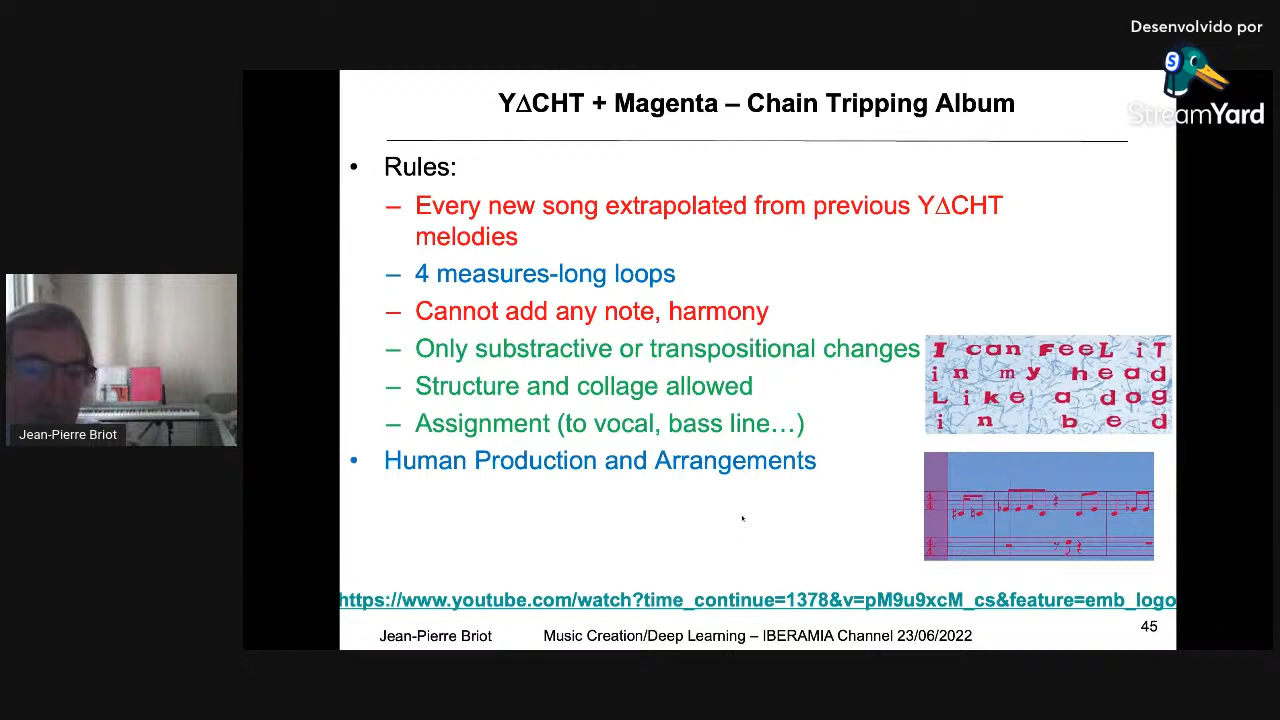 Desenvolvido por
StreamYard
Y∆CHT + Magenta – Chain Tripping Album
• Rules:
– Every new song extrapolated from previous Y∆CHT
melodies
– 4 measures-long loops
– Cannot add any note, harmony
– Only substractive or transpositional changes
– Structure and collage allowed
– Assignment (to vocal, bass line…)
• Human Production and Arrangements
I can FeeL iT
in my head
Like a dog
in bed
https://www.youtube.com/watch?time_continue=1378&v=pM9u9xcM_cs&feature=emb_logo
Jean-Pierre Briot Music Creation/Deep Learning – IBERAMIA Channel 23/06/2022
45
Jean-Pierre Briot